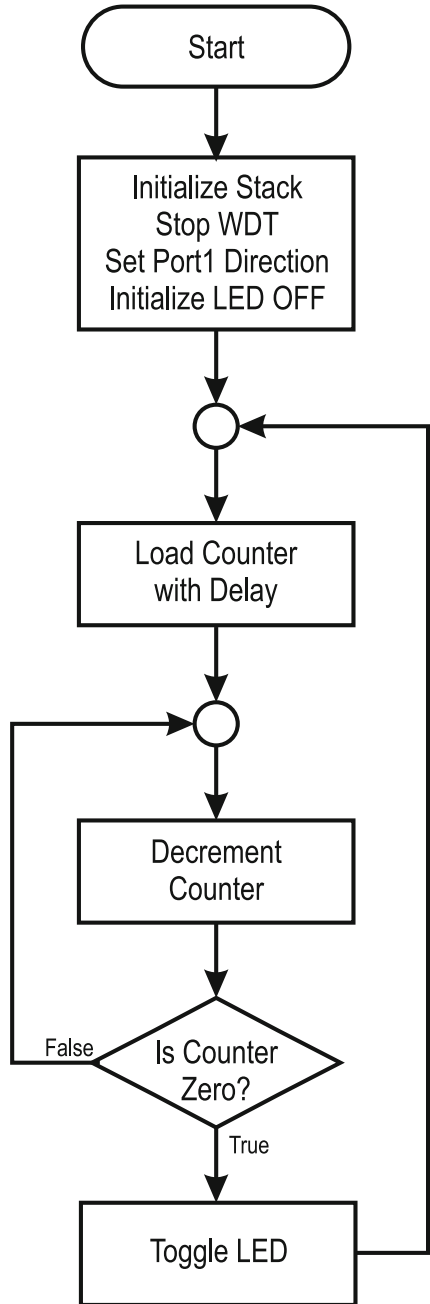 Start
Initialize Stack
Stop WDT
Set Port1 Direction
Initialize LED OFF
Load Counter
with Delay
Decrement
Counter
Is Counter
Zero?
False
True
Toggle LED